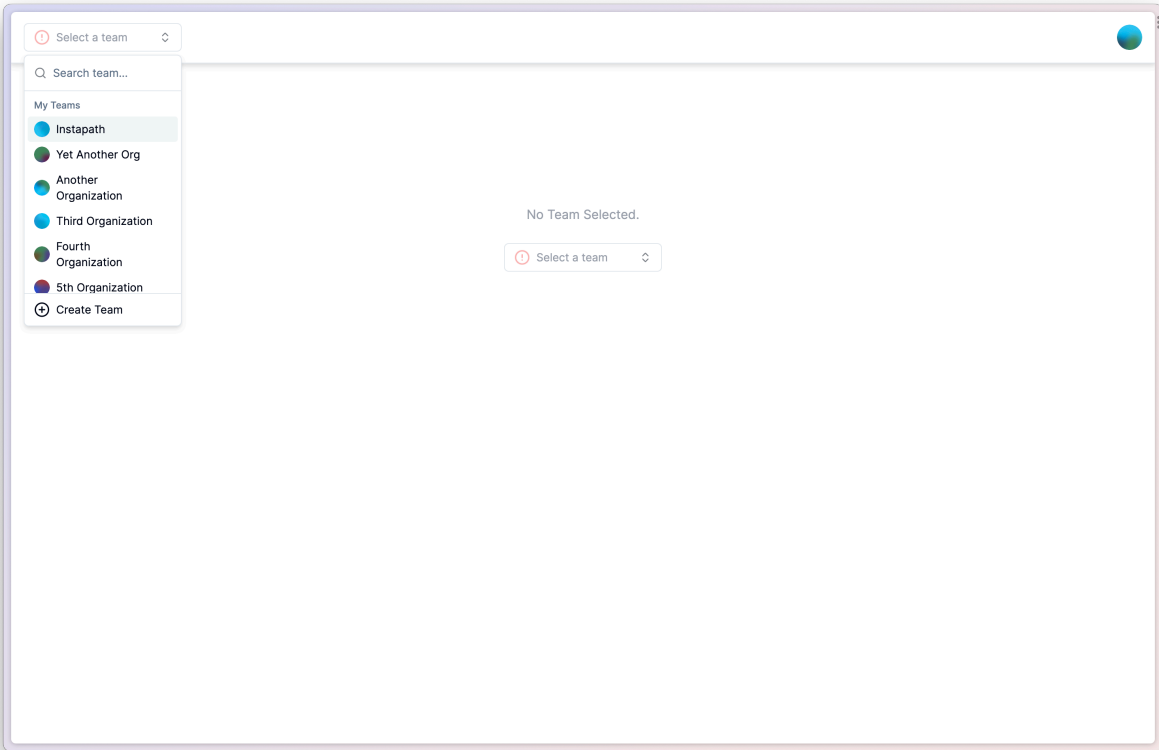 Select a team
Search team...
My Teams
Instapath
Yet Another Org
Another
Organization
Third Organization
Fourth
Organization
5th Organization
Create Team
No Team Selected.
Select a team